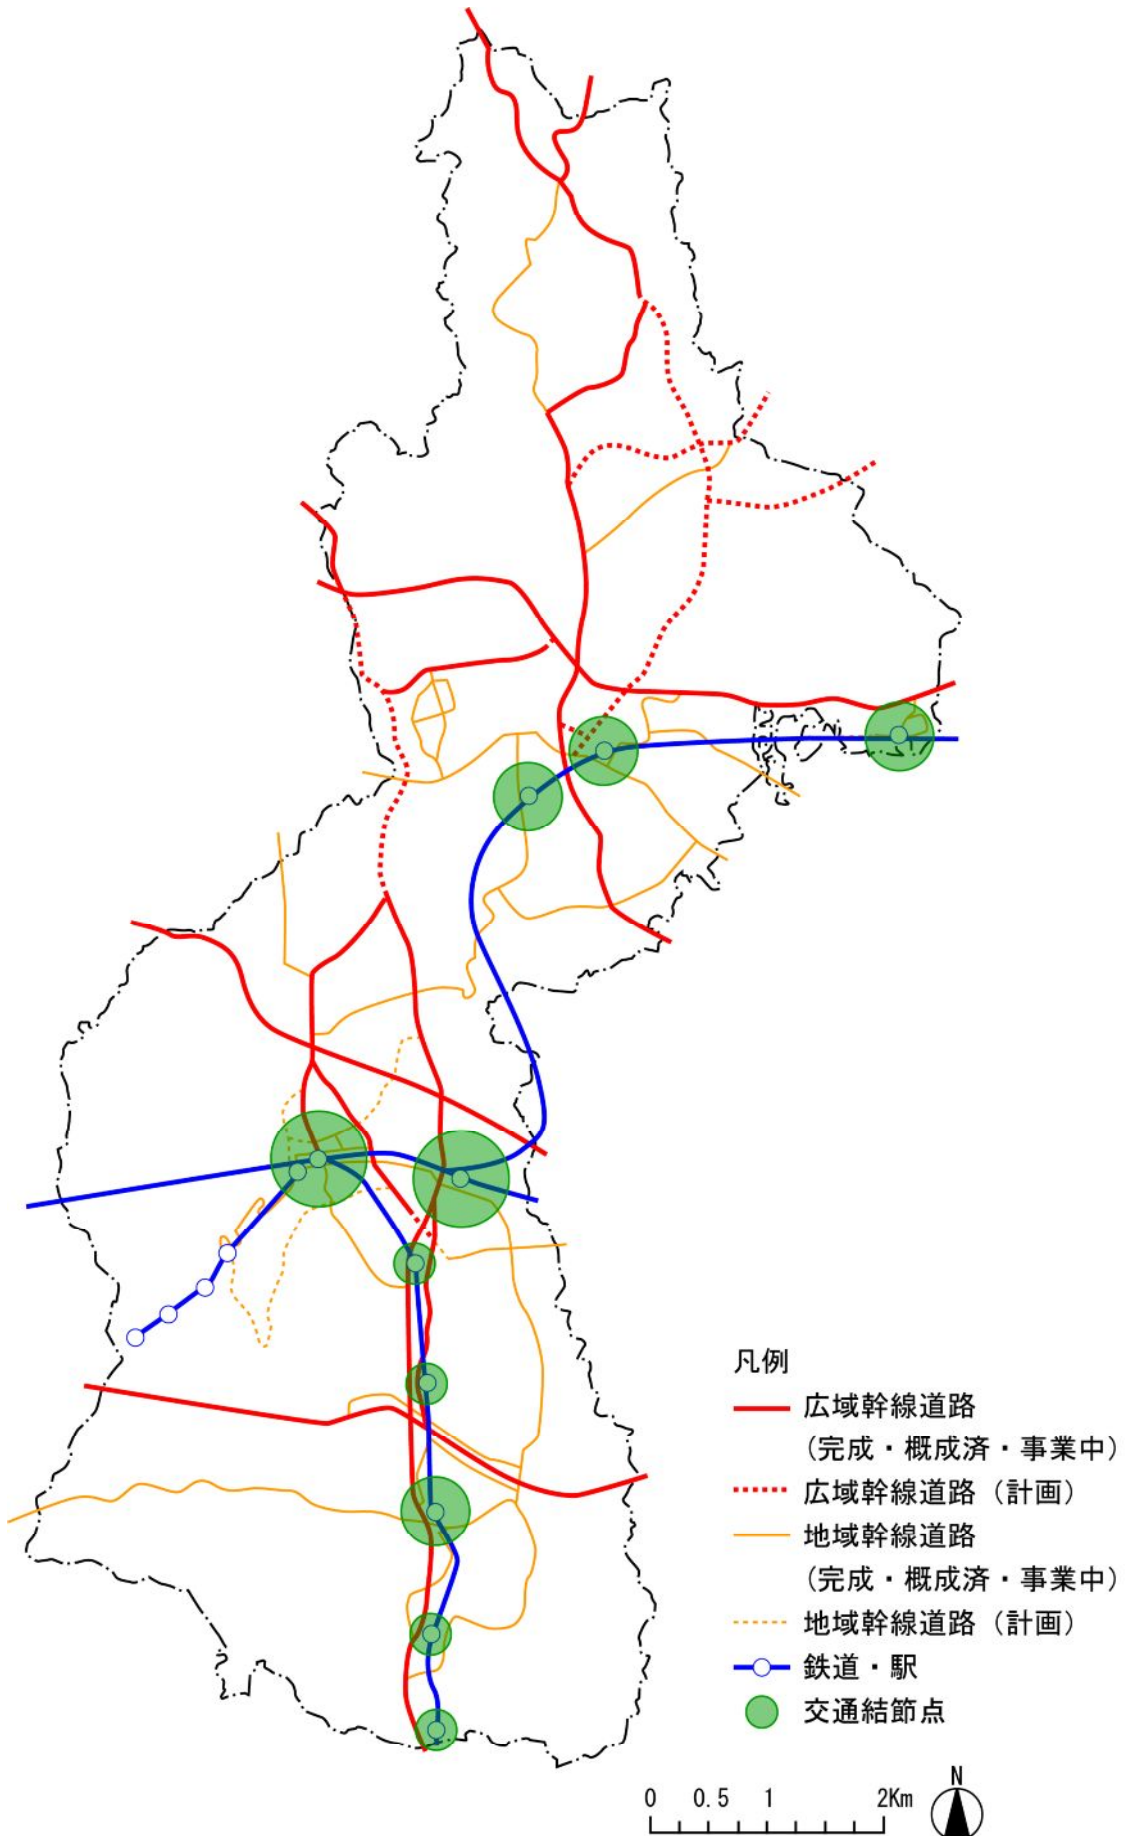 凡例
広域幹線道路
(完成・概成済・事業中)
広域幹線道路（計画）
地域幹線道路
(完成・概成済・事業中)
地域幹線道路（計画）
鉄道・駅
交通結節点
0 0.5 1 2Km
N